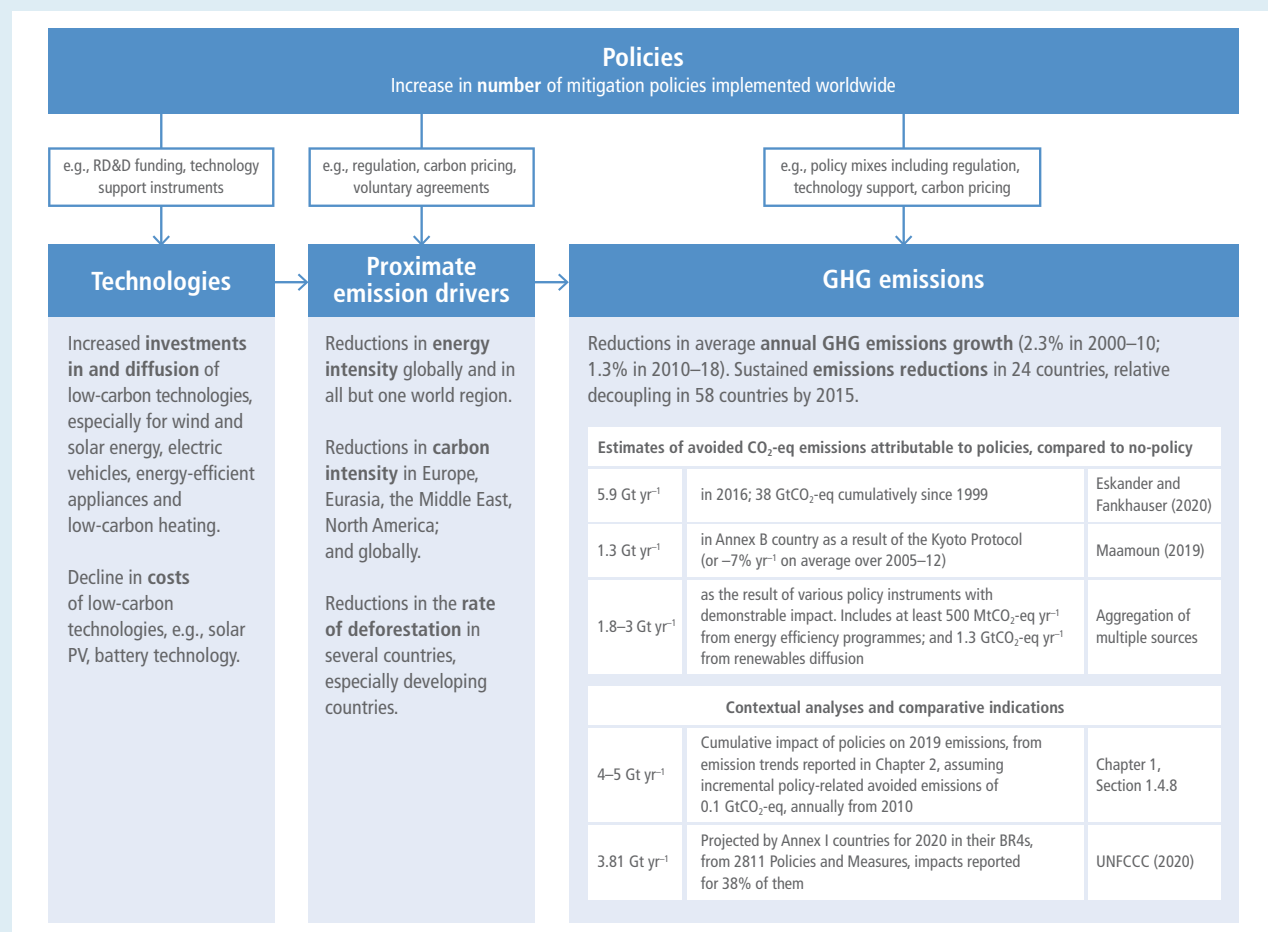 Policies
Increase in number of mitigation policies implemented worldwide
e.g., RD&D funding, technology
support instruments
e.g., regulation, carbon pricing,
voluntary agreements
e.g., policy mixes including regulation,
technology support, carbon pricing
Technologies
Increased investments
in and diffusion of
low-carbon technologies,
especially for wind and
solar energy, electric
vehicles, energy-efficient
appliances and
low-carbon heating.
Decline in costs
of low-carbon
technologies, e.g., solar
PV, battery technology.
Proximate
emission drivers
Reductions in energy
intensity globally and in
all but one world region.
Reductions in carbon
intensity in Europe,
Eurasia, the Middle East,
North America;
and globally.
Reductions in the rate
of deforestation in
several countries,
especially developing
countries.
GHG emissions
Reductions in average annual GHG emissions growth (2.3% in 2000–10;
1.3% in 2010–18). Sustained emissions reductions in 24 countries, relative
decoupling in 58 countries by 2015.
Estimates of avoided CO₂-eq emissions attributable to policies, compared to no-policy
5.9 Gt yr⁻¹
in 2016; 38 GtCO₂-eq cumulatively since 1999
Eskander and
Fankhauser (2020)
1.3 Gt yr⁻¹
in Annex B country as a result of the Kyoto Protocol
(or –7% yr⁻¹ on average over 2005–12)
Maamoun (2019)
1.8–3 Gt yr⁻¹
as the result of various policy instruments with
demonstrable impact. Includes at least 500 MtCO₂-eq yr⁻¹
from energy efficiency programmes; and 1.3 GtCO₂-eq yr⁻¹
from renewables diffusion
Aggregation of
multiple sources
Contextual analyses and comparative indications
4–5 Gt yr⁻¹
Cumulative impact of policies on 2019 emissions, from
emission trends reported in Chapter 2, assuming
incremental policy-related avoided emissions of
0.1 GtCO₂-eq, annually from 2010
Chapter 1,
Section 1.4.8
3.81 Gt yr⁻¹
Projected by Annex I countries for 2020 in their BR4s,
from 2811 Policies and Measures, impacts reported
for 38% of them
UNFCCC (2020)